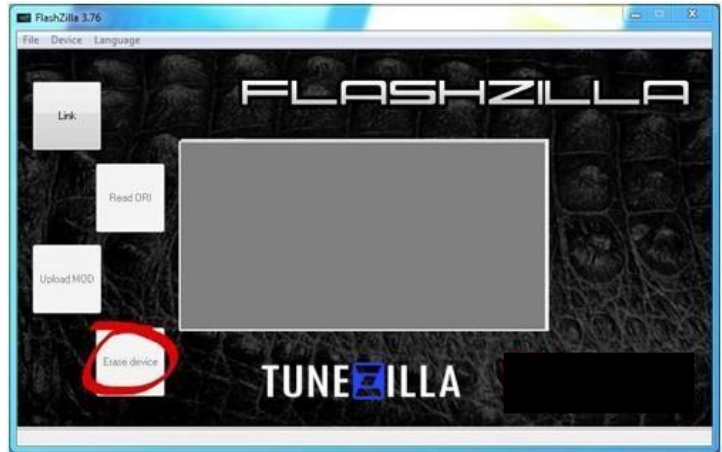 FlashZilla 3.76
File Device Language
FLASHZILLA
Link
Read ORI
Upload MOD
Erase device
TUNEZILLA